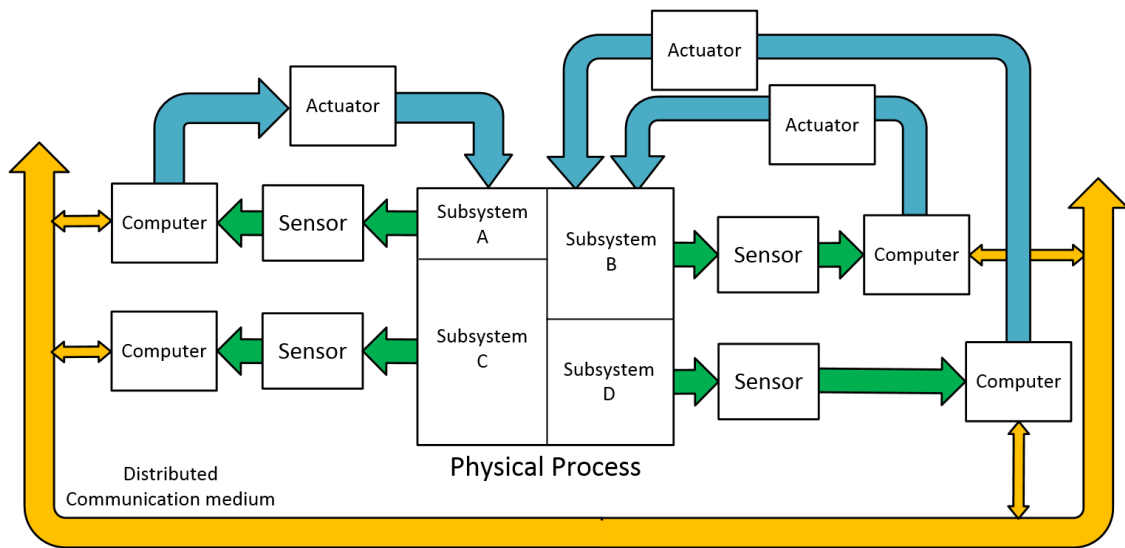 Actuator
Actuator
Actuator
Computer
Sensor
Subsystem
A
Subsystem
B
Sensor
Computer
Computer
Sensor
Subsystem
C
Subsystem
D
Sensor
Computer
Physical Process
Distributed
Communication medium